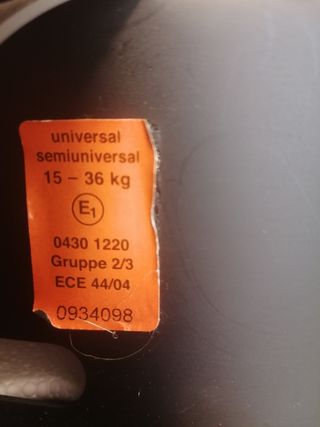 universal
semiuniversal
15 – 36 kg
E1
0430 1220
Gruppe 2/3
ECE 44/04
0934098